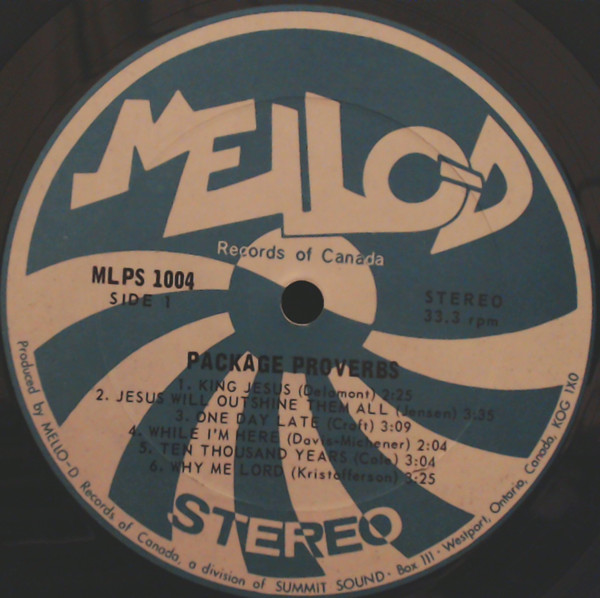 MELLO-D
Records of Canada
MLPS 1004
SIDE 1
STEREO
33.3 rpm
PACKAGE PROVERBS
1. KING JESUS (Delamont) 2:25
2. JESUS WILL OUTSHINE THEM ALL (Jensen) 3:35
3. ONE DAY LATE (Croft) 3:09
4. WHILE I'M HERE (Davis-Michener) 2:04
5. TEN THOUSAND YEARS (Cole) 3:04
6. WHY ME LORD (Kristofferson) 3:25
STEREO
Produced by MELLO-D Records of Canada, a division of SUMMIT SOUND - Box 111 - Westport, Ontario, Canada, KOG 1XO